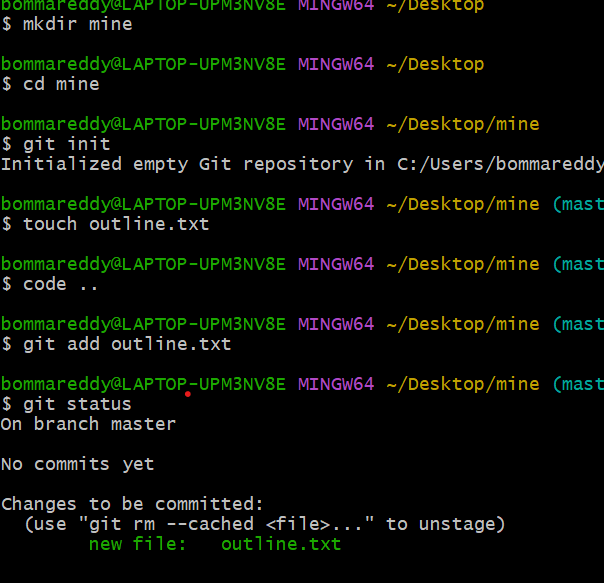 bommareddy@LAPTOP-UPM3NV8E MINGW64 ~/Desktop
$ mkdir mine
bommareddy@LAPTOP-UPM3NV8E MINGW64 ~/Desktop
$ cd mine
bommareddy@LAPTOP-UPM3NV8E MINGW64 ~/Desktop/mine
$ git init
Initialized empty Git repository in C:/Users/bommareddy
bommareddy@LAPTOP-UPM3NV8E MINGW64 ~/Desktop/mine (mast
$ touch outline.txt
bommareddy@LAPTOP-UPM3NV8E MINGW64 ~/Desktop/mine (mast
$ code ..
bommareddy@LAPTOP-UPM3NV8E MINGW64 ~/Desktop/mine (mast
$ git add outline.txt
bommareddy@LAPTOP-UPM3NV8E MINGW64 ~/Desktop/mine (mast
$ git status
On branch master
No commits yet
Changes to be committed:
(use "git rm --cached <file>..." to unstage)
new file: outline.txt